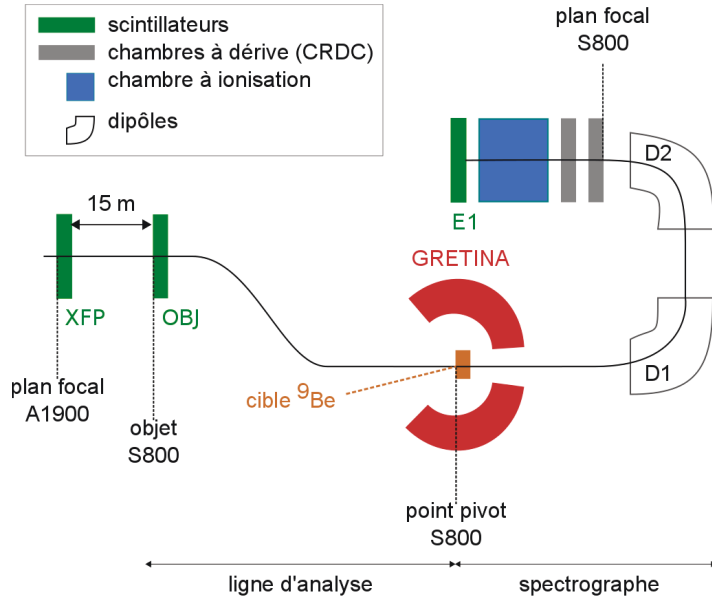 scintillateurs
chambres à dérive (CRDC)
chambre à ionisation
dipôles
plan focal
S800
15 m
D2
E1
GRETINA
XFP
OBJ
D1
plan focal
A1900
cible ⁹Be
objet
S800
point pivot
S800
ligne d'analyse
spectrographe